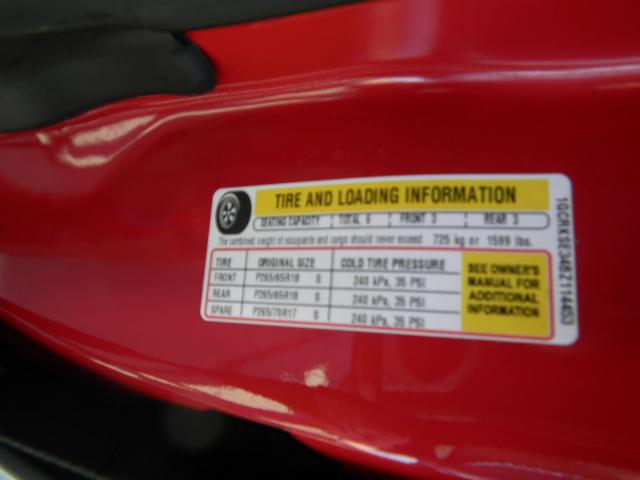 TIRE AND LOADING INFORMATION
SEATING CAPACITY TOTAL 6 FRONT 3 REAR 3
The combined weight of occupants and cargo should never exceed 725 kg or 1599 lbs.
TIRE ORIGINAL SIZE COLD TIRE PRESSURE
FRONT P265/65R18 S 240 kPa, 35 PSI
REAR P265/65R18 S 240 kPa, 35 PSI
SPARE P265/70R17 S 240 kPa, 35 PSI
SEE OWNER'S
MANUAL FOR
ADDITIONAL
INFORMATION